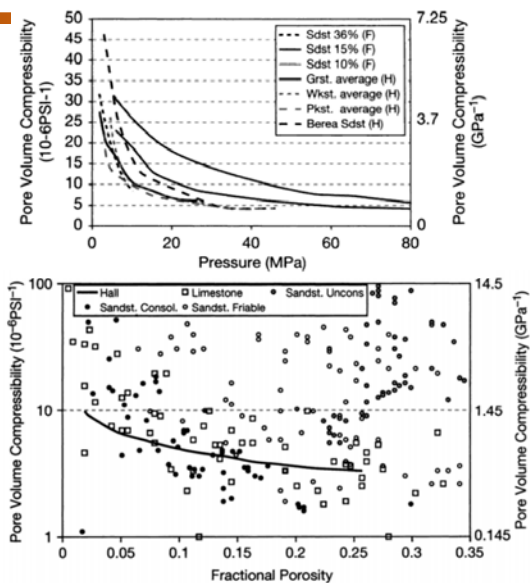 Pore Volume Compressibility
(10–6PSI–1)
50
45
40
35
30
25
20
15
10
5
0
Sdst 36% (F)
Sdst 15% (F)
Sdst 10% (F)
Grst. average (H)
Wkst. average (H)
Pkst. average (H)
Berea Sdst (H)
7.25
3.7
0
Pore Volume Compressibility
(GPa⁻¹)
0
20
40
60
80
Pressure (MPa)
Pore Volume Compressibility (10⁻⁶PSI⁻¹)
100
10
1
Hall
Limestone
Sandst. Uncons
Sandst. Consol.
Sandst. Friable
14.5
1.45
0.145
Pore Volume Compressibility (GPa⁻¹)
0
0.05
0.1
0.15
0.2
0.25
0.3
0.35
Fractional Porosity